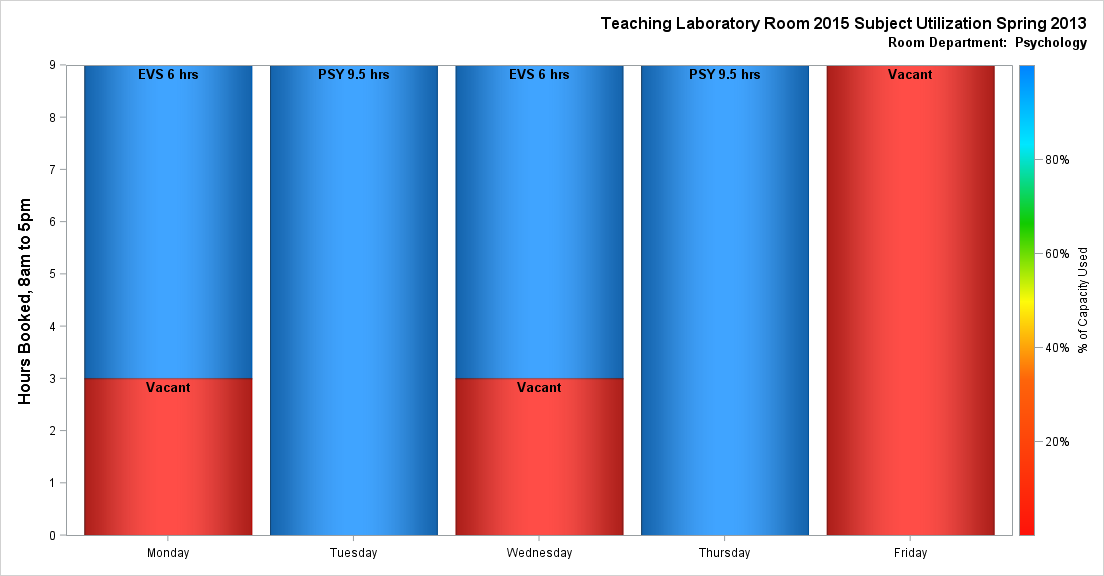 Teaching Laboratory Room 2015 Subject Utilization Spring 2013
Room Department:  Psychology
9
8
7
6
5
4
3
2
1
0
Hours Booked, 8am to 5pm
EVS 6 hrs
PSY 9.5 hrs
EVS 6 hrs
PSY 9.5 hrs
Vacant
Vacant
Vacant
Monday
Tuesday
Wednesday
Thursday
Friday
80%
60%
40%
20%
% of Capacity Used